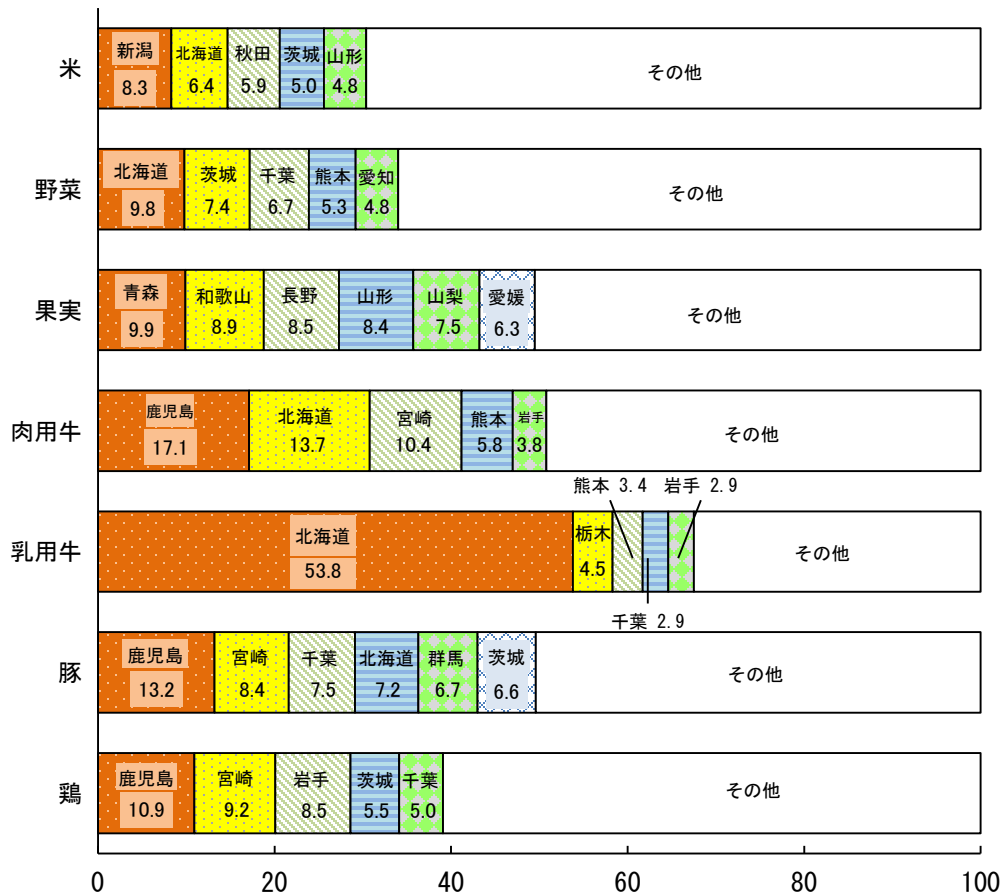 米
新潟 北海道 秋田 茨城 山形
8.3 6.4 5.9 5.0 4.8
その他
野菜
北海道 茨城 千葉 熊本 愛知
9.8 7.4 6.7 5.3 4.8
その他
果実
青森 和歌山 長野 山形 山梨 愛媛
9.9 8.9 8.5 8.4 7.5 6.3
その他
肉用牛
鹿児島 北海道 宮崎 熊本 岩手
17.1 13.7 10.4 5.8 3.8
その他
熊本 3.4 岩手 2.9
乳用牛
北海道 栃木
53.8 4.5
その他
千葉 2.9
豚
鹿児島 宮崎 千葉 北海道 群馬 茨城
13.2 8.4 7.5 7.2 6.7 6.6
その他
鶏
鹿児島 宮崎 岩手 茨城 千葉
10.9 9.2 8.5 5.5 5.0
その他
0 20 40 60 80 100